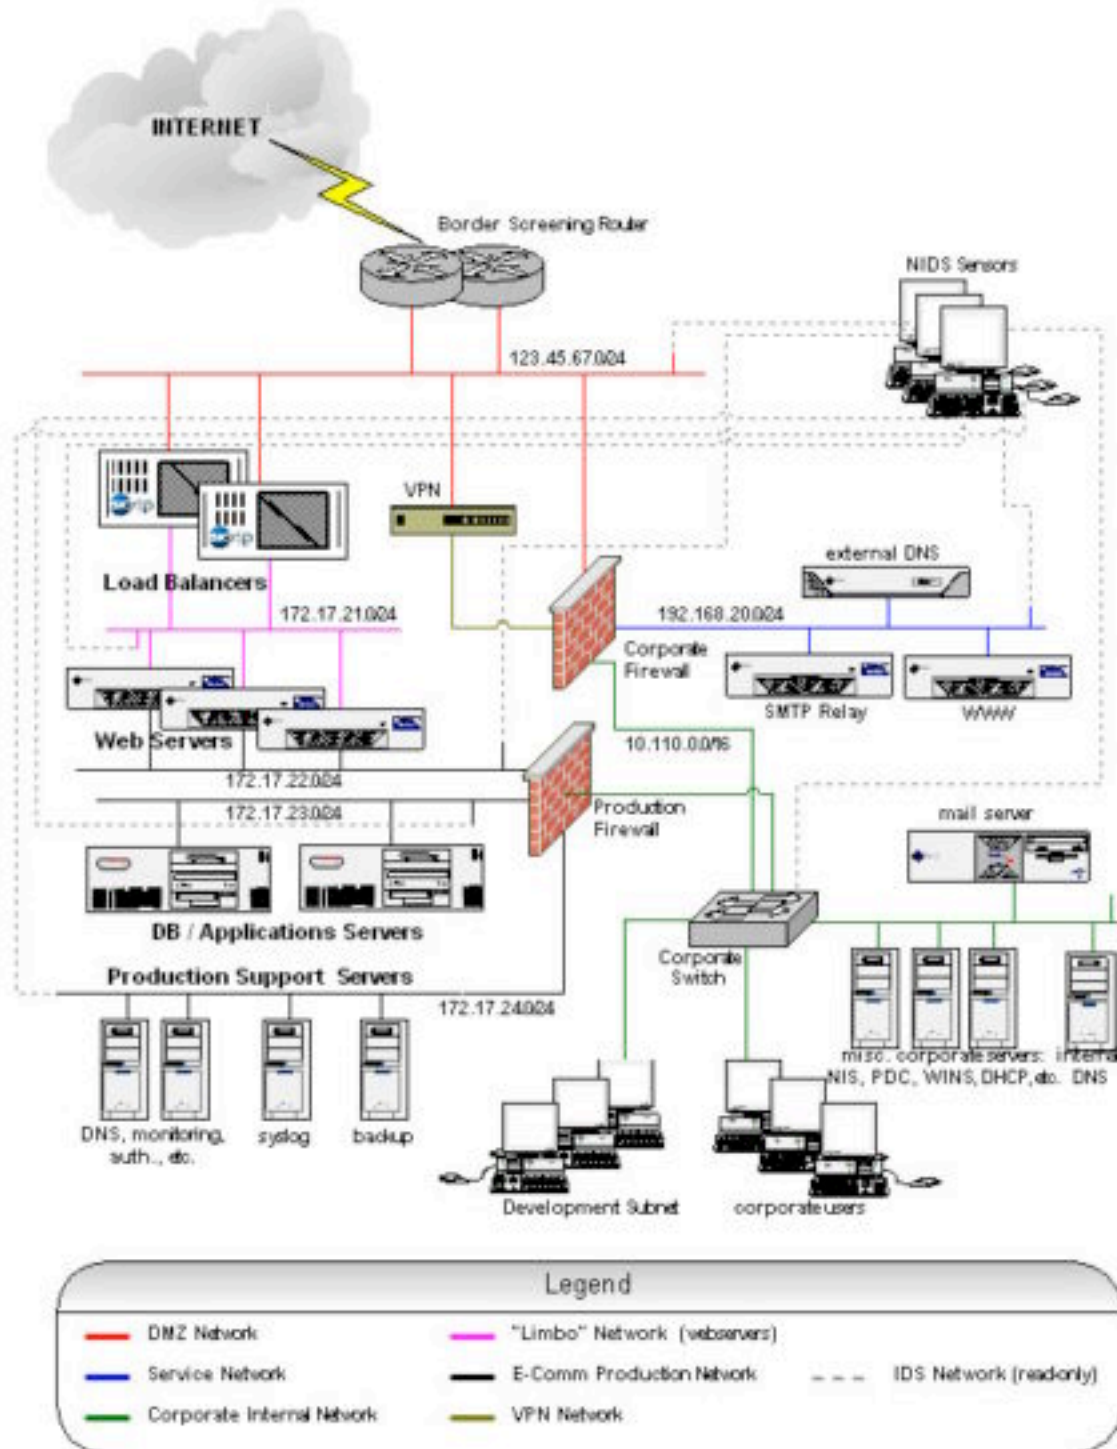 INTERNET
Border Screening Router
NIDS Sensors
123.45.67.0/24
VPN
external DNS
Load Balancers
172.17.21.0/24
192.168.20.0/24
Corporate
Firewall
SMTP Relay
WWW
Web Servers
10.110.0.0/16
172.17.22.0/24
172.17.23.0/24
Production
Firewall
mail server
DB / Applications Servers
Corporate
Switch
Production Support Servers
172.17.24.0/24
misc. corporate servers:
NIS, PDC, WINS, DHCP, etc.
interna
DNS
DNS, monitoring,
auth.., etc.
syslog
backup
Development Subnet
corporate users
Legend
DMZ Network
"Limbo" Network (webservers)
Service Network
E-Comm Production Network
IDS Network (read-only)
Corporate Internal Network
VPN Network